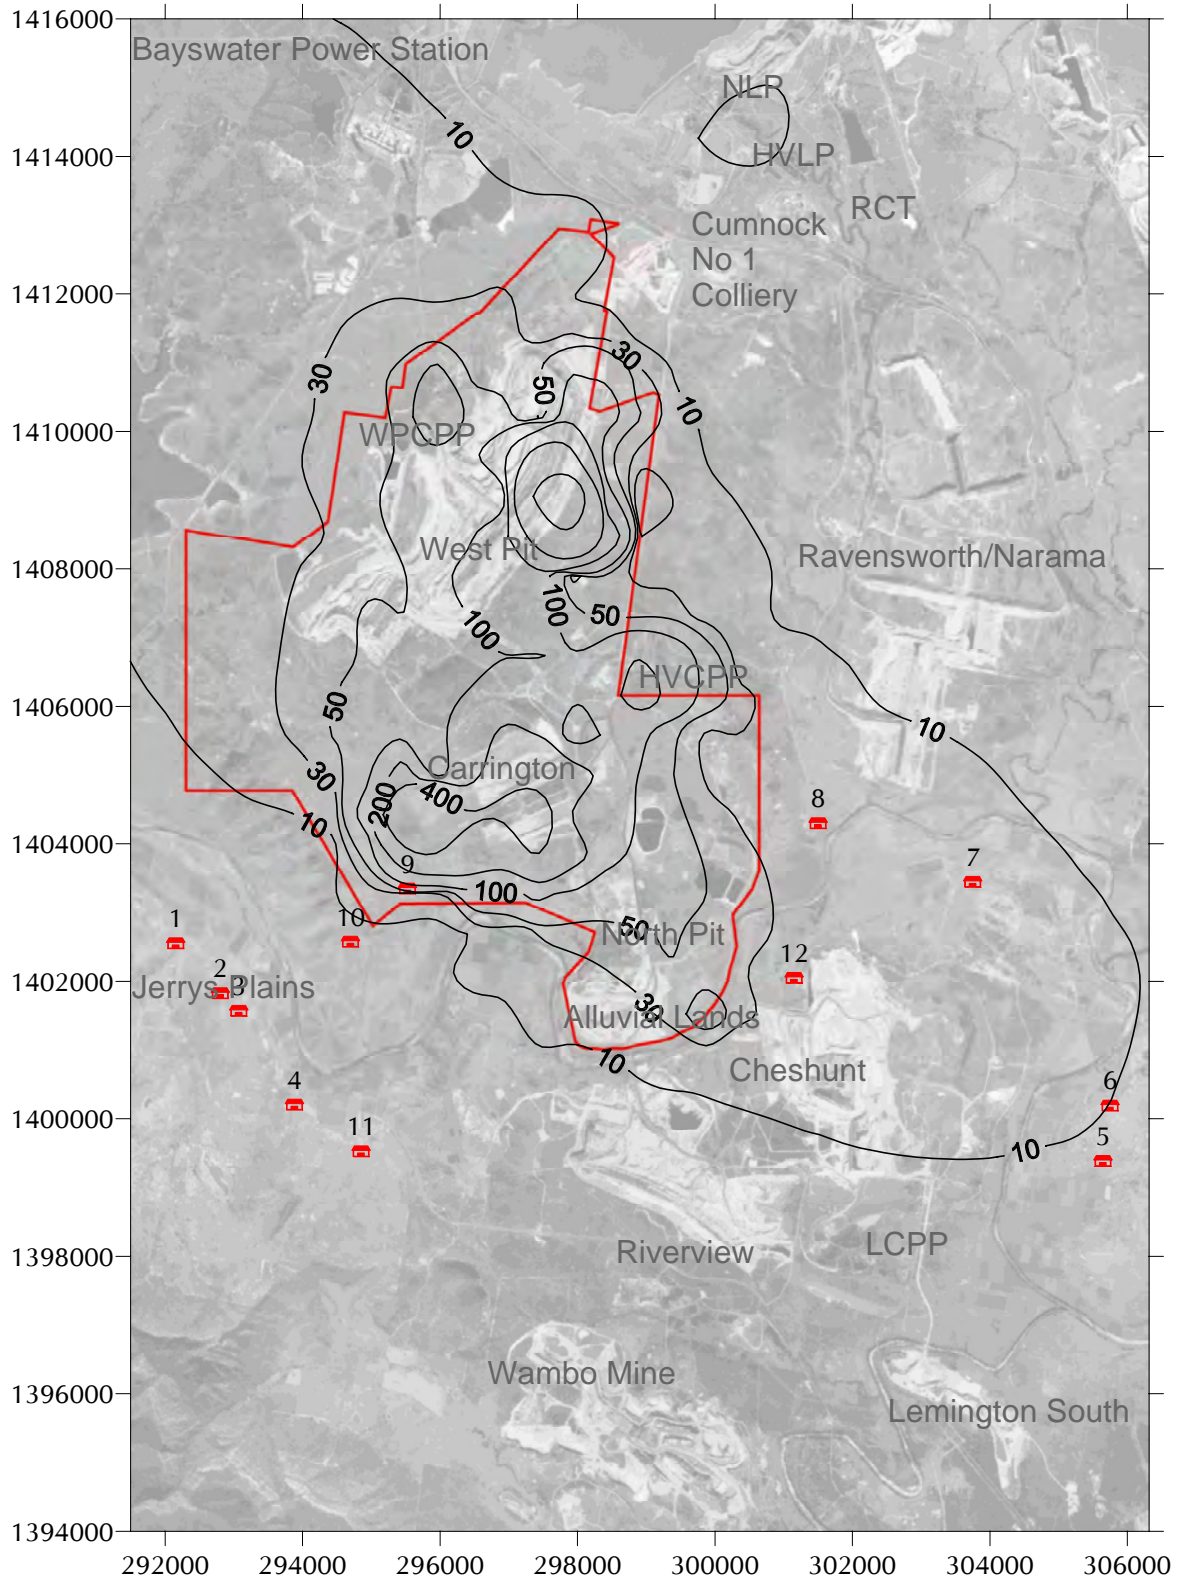 1416000
Bayswater Power Station
NLP
10
1414000
HVLP
RCT
Cumnock
No 1
Colliery
1412000
30
30
50
10
1410000
WPCPP
West Pit
Ravensworth/Narama
1408000
100
50
100
HVCPP
1406000
50
10
30
Carrington
200
400
8
10
1404000
9
7
100
1
10
50
North Pit
12
2
3
1402000
Jerrys Plains
30
Alluvial Lands
10
Cheshunt
4
6
1400000
11
5
10
LCPP
Riverview
1398000
Wambo Mine
1396000
Lemington South
1394000
292000 294000 296000 298000 300000 302000 304000 306000